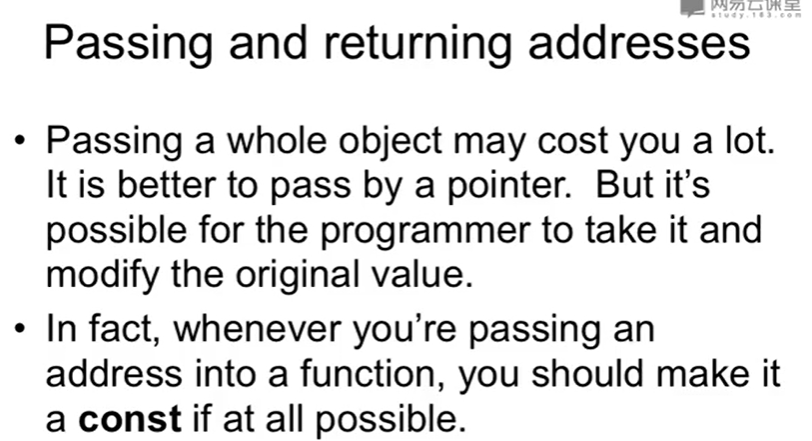 网易云课堂
study.163.com
Passing and returning addresses
• Passing a whole object may cost you a lot.
It is better to pass by a pointer. But it's
possible for the programmer to take it and
modify the original value.
• In fact, whenever you're passing an
address into a function, you should make it
a const if at all possible.